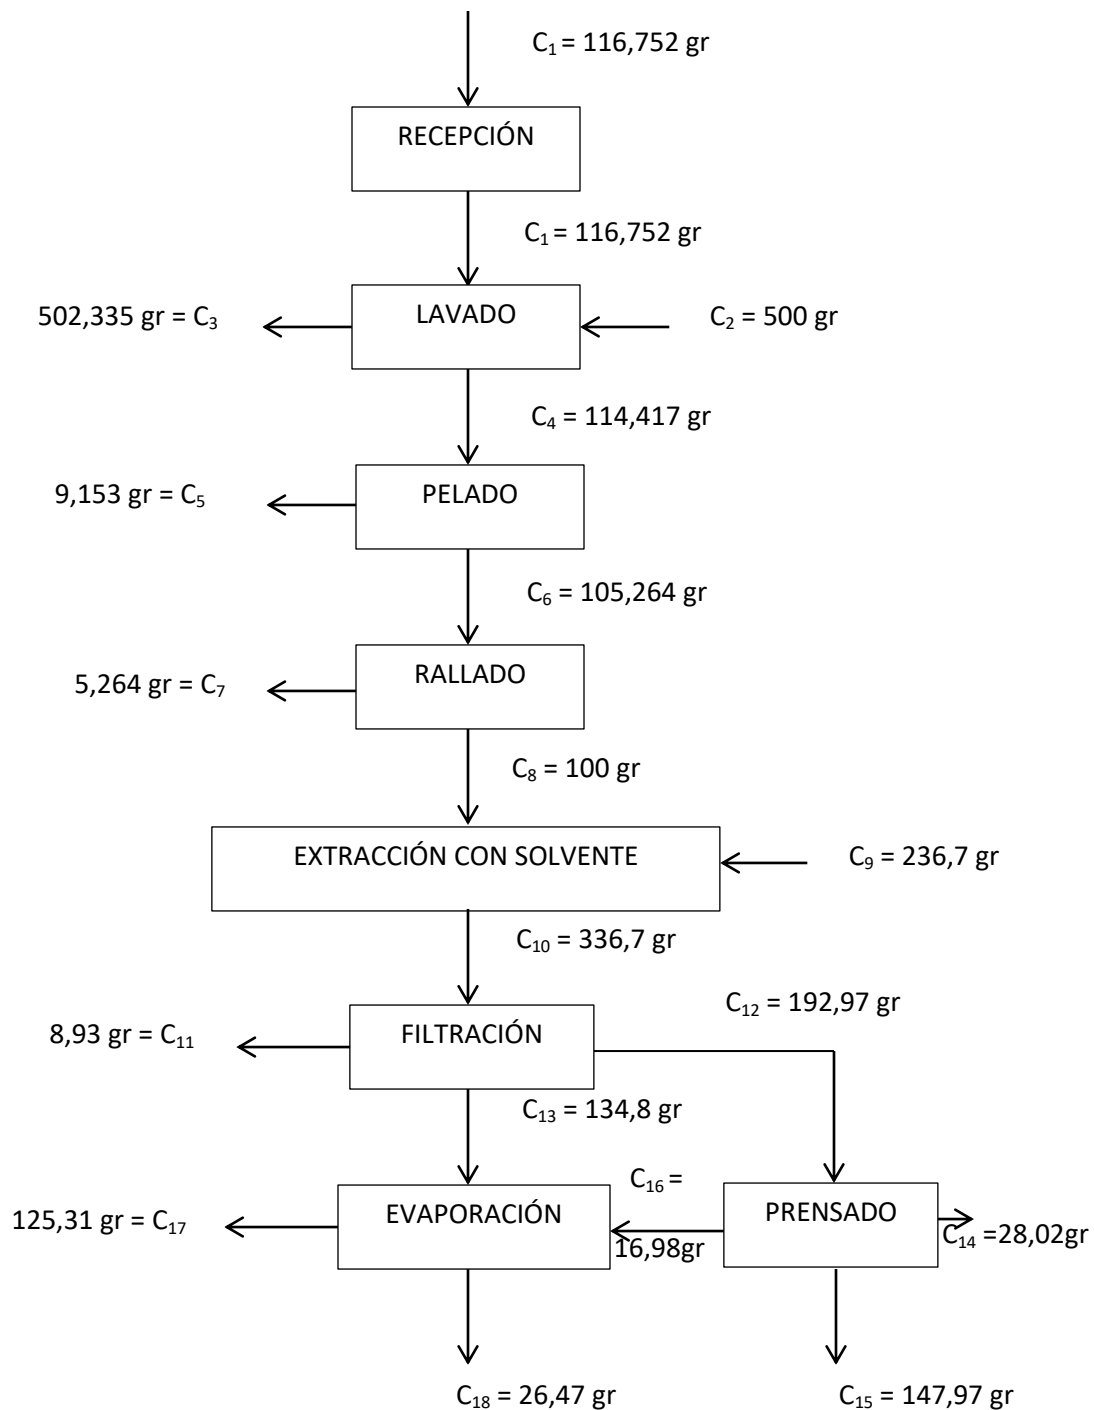 C₁ = 116,752 gr
RECEPCIÓN
C₁ = 116,752 gr
LAVADO
502,335 gr = C₃
C₂ = 500 gr
C₄ = 114,417 gr
PELADO
9,153 gr = C₅
C₆ = 105,264 gr
RALLADO
5,264 gr = C₇
C₈ = 100 gr
EXTRACCIÓN CON SOLVENTE
C₉ = 236,7 gr
C₁₀ = 336,7 gr
C₁₂ = 192,97 gr
FILTRACIÓN
8,93 gr = C₁₁
C₁₃ = 134,8 gr
C₁₆ =
16,98gr
EVAPORACIÓN
PRENSADO
125,31 gr = C₁₇
C₁₄ =28,02gr
C₁₈ = 26,47 gr
C₁₅ = 147,97 gr